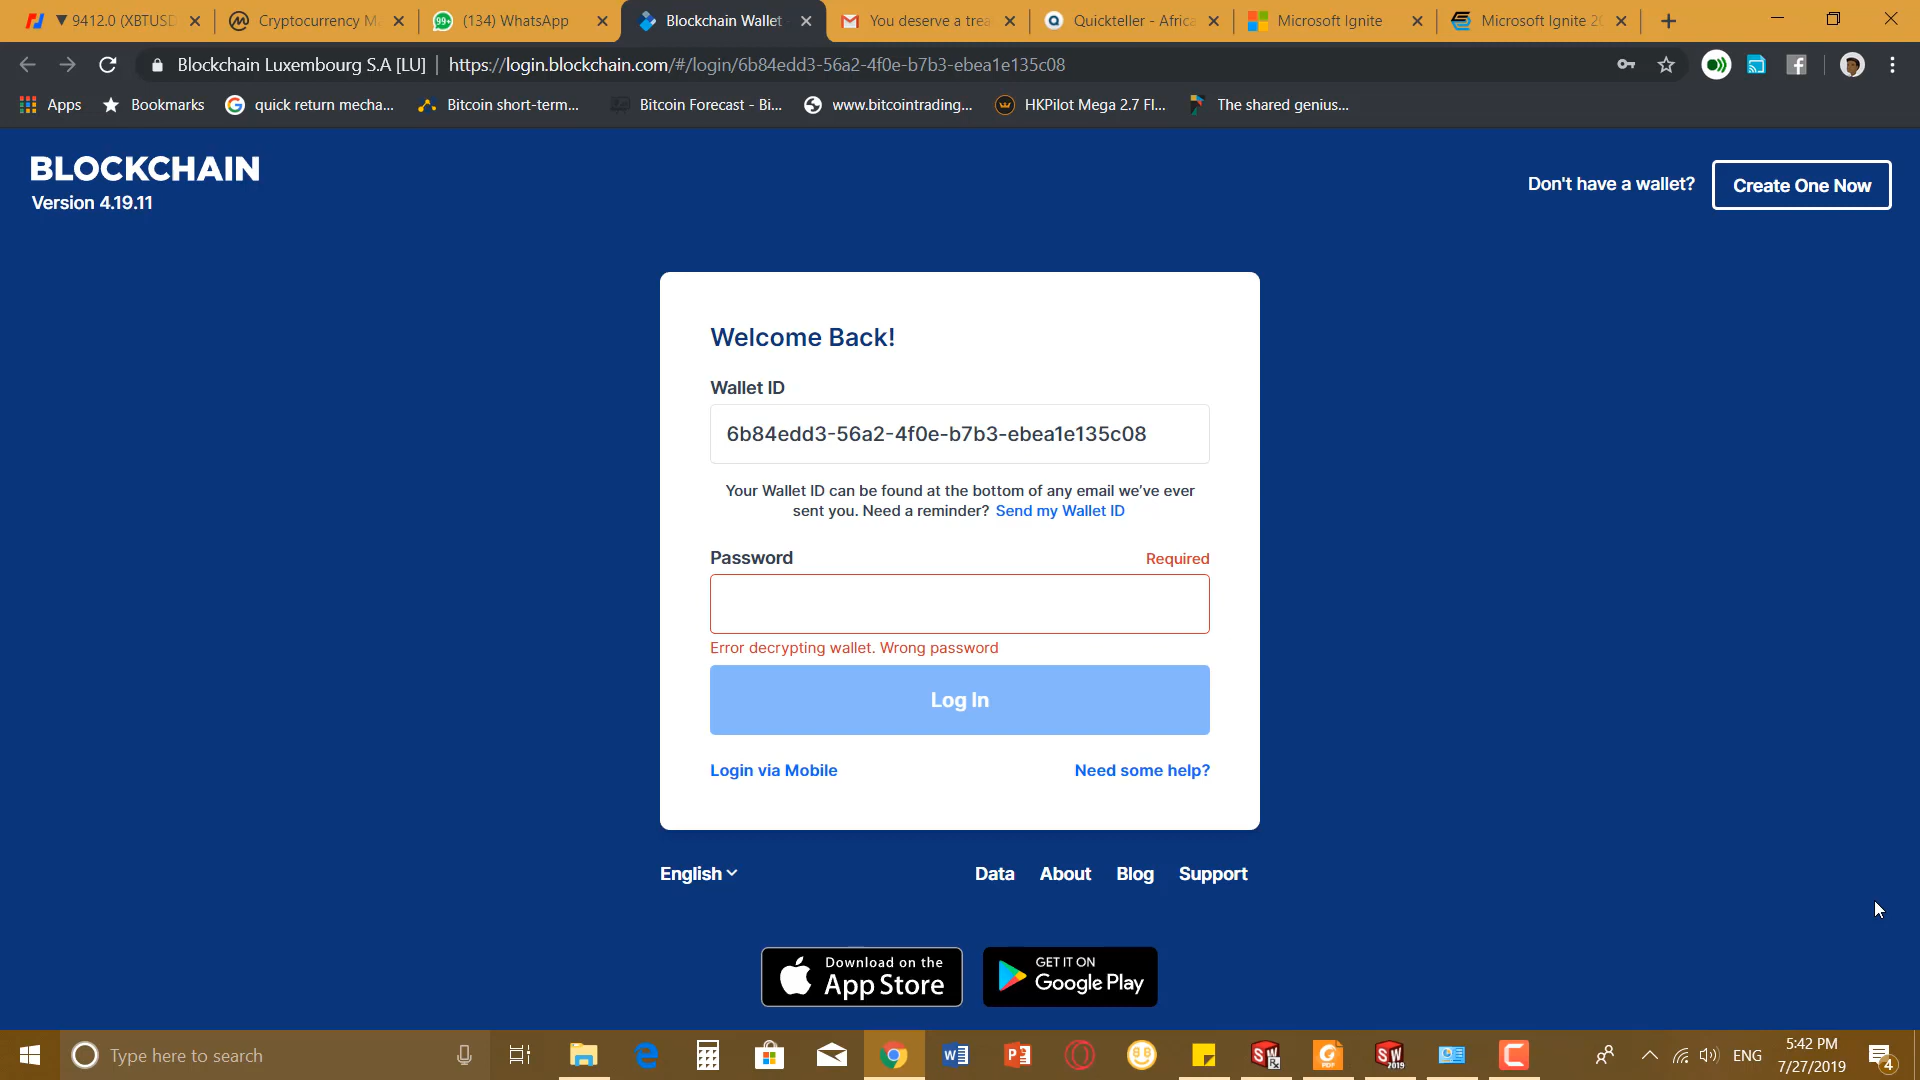 ▼ 9412.0 (XBTUSD
Cryptocurrency Ma
(134) WhatsApp
Blockchain Wallet
You deserve a trea
Quickteller - Africa
Microsoft Ignite
Microsoft Ignite 20
Blockchain Luxembourg S.A [LU] | https://login.blockchain.com/#/login/6b84edd3-56a2-4f0e-b7b3-ebea1e135c08
Apps
Bookmarks
quick return mecha...
Bitcoin short-term...
Bitcoin Forecast - Bi...
www.bitcointrading...
HKPilot Mega 2.7 Fl...
The shared genius...
BLOCKCHAIN
Version 4.19.11
Don't have a wallet?
Create One Now
Welcome Back!
Wallet ID
6b84edd3-56a2-4f0e-b7b3-ebea1e135c08
Your Wallet ID can be found at the bottom of any email we've ever
sent you. Need a reminder? Send my Wallet ID
Password
Required
Error decrypting wallet. Wrong password
Log In
Login via Mobile
Need some help?
English
Data
About
Blog
Support
Download on the
App Store
GET IT ON
Google Play
Type here to search
ENG
5:42 PM
7/27/2019
4